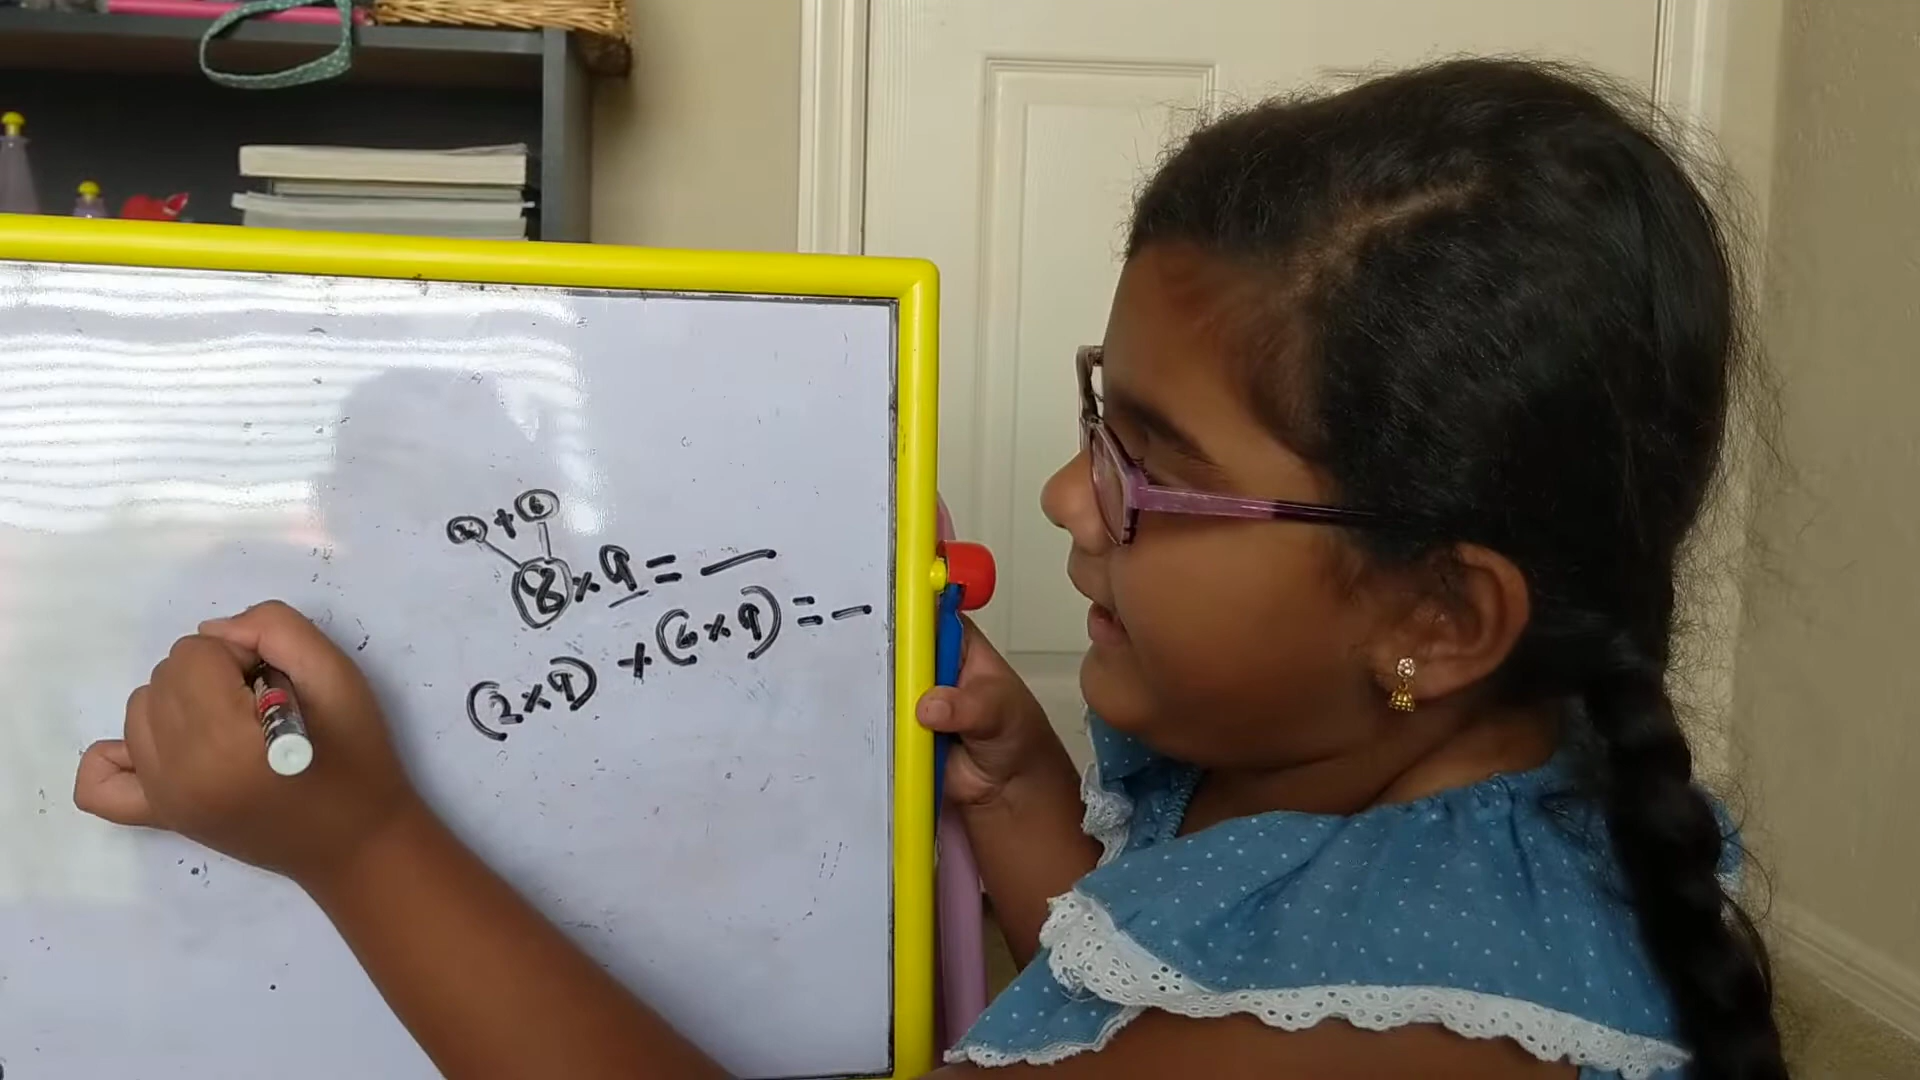 2 + 6
8 × 9 = _
(2 × 9) + (6 × 9) = _